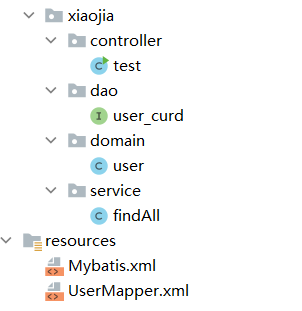 xiaojia
controller
test
dao
user_curd
domain
user
service
findAll
resources
Mybatis.xml
UserMapper.xml